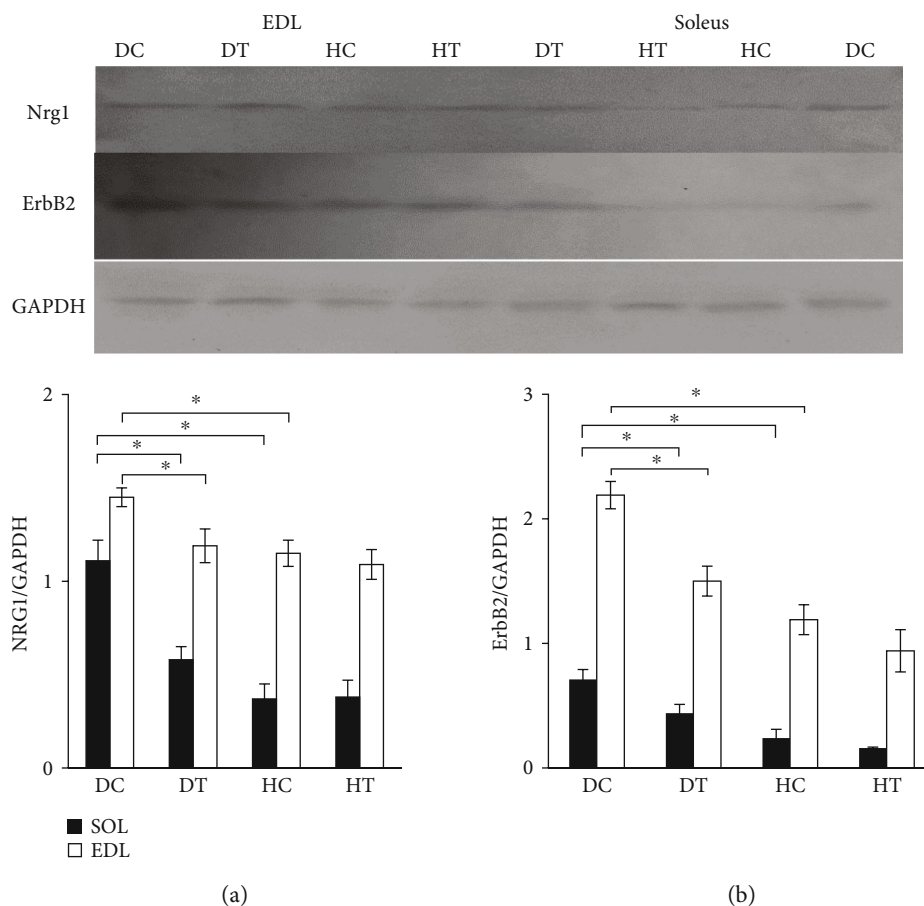 EDL Soleus
DC DT HC HT DT HT HC DC
Nrg1
ErbB2
GAPDH
2
1
0
NRG1/GAPDH
* * * *
DC DT HC HT
SOL
EDL
(a)
3
2
1
0
ErbB2/GAPDH
* * * *
DC DT HC HT
(b)